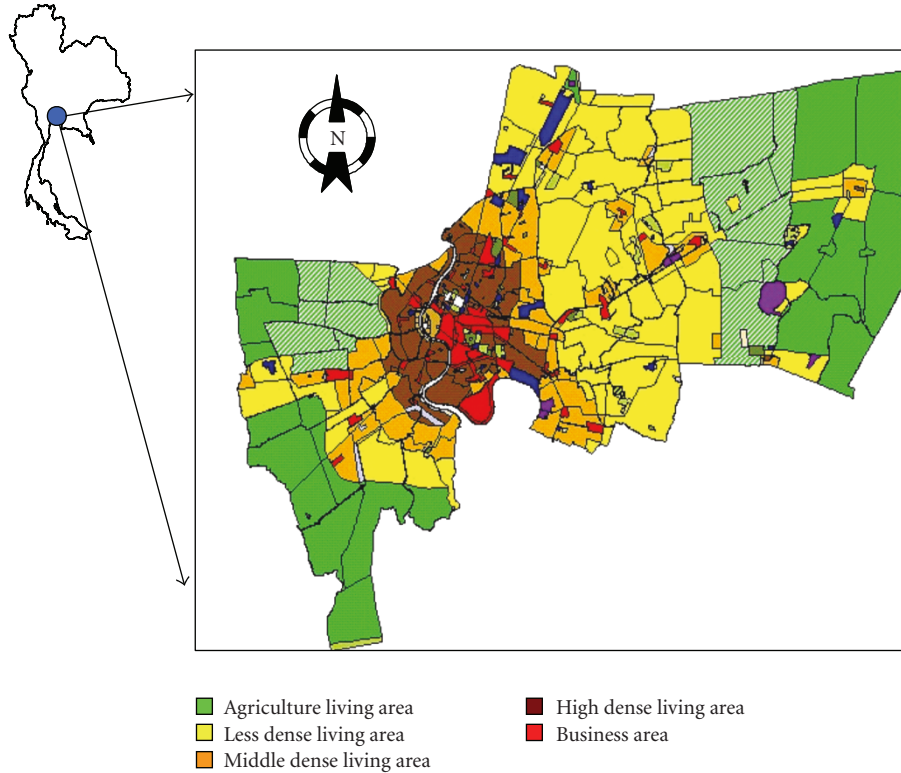 N
Agriculture living area
Less dense living area
Middle dense living area
High dense living area
Business area